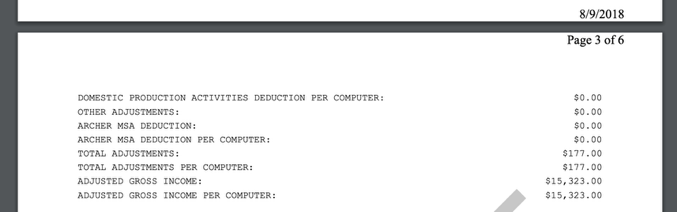 8/9/2018
Page 3 of 6
DOMESTIC PRODUCTION ACTIVITIES DEDUCTION PER COMPUTER: $0.00
OTHER ADJUSTMENTS: $0.00
ARCHER MSA DEDUCTION: $0.00
ARCHER MSA DEDUCTION PER COMPUTER: $0.00
TOTAL ADJUSTMENTS: $177.00
TOTAL ADJUSTMENTS PER COMPUTER: $177.00
ADJUSTED GROSS INCOME: $15,323.00
ADJUSTED GROSS INCOME PER COMPUTER: $15,323.00